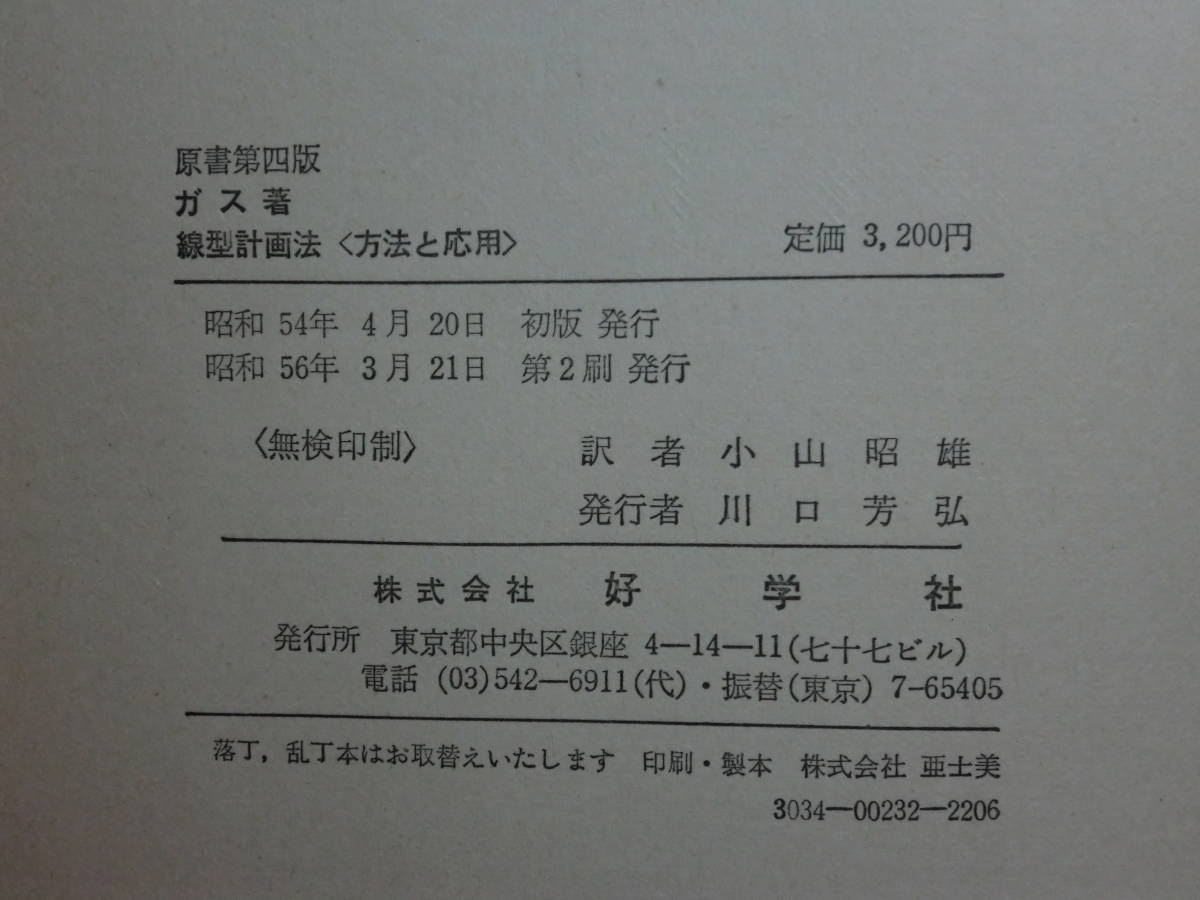 原書第四版
ガス著
線型計画法〈方法と応用〉 定価 3,200円
昭和 54年 4月 20日 初版 発行
昭和 56年 3月 21日 第2刷 発行
〈無検印制〉 訳者 小山昭雄
発行者 川口芳弘
株式会社 好学社
発行所 東京都中央区銀座 4―14―11(七十七ビル)
電話 (03)542―6911(代)・振替(東京) 7-65405
落丁，乱丁本はお取替えいたします 印刷・製本 株式会社 亜士美
3034―00232―2206